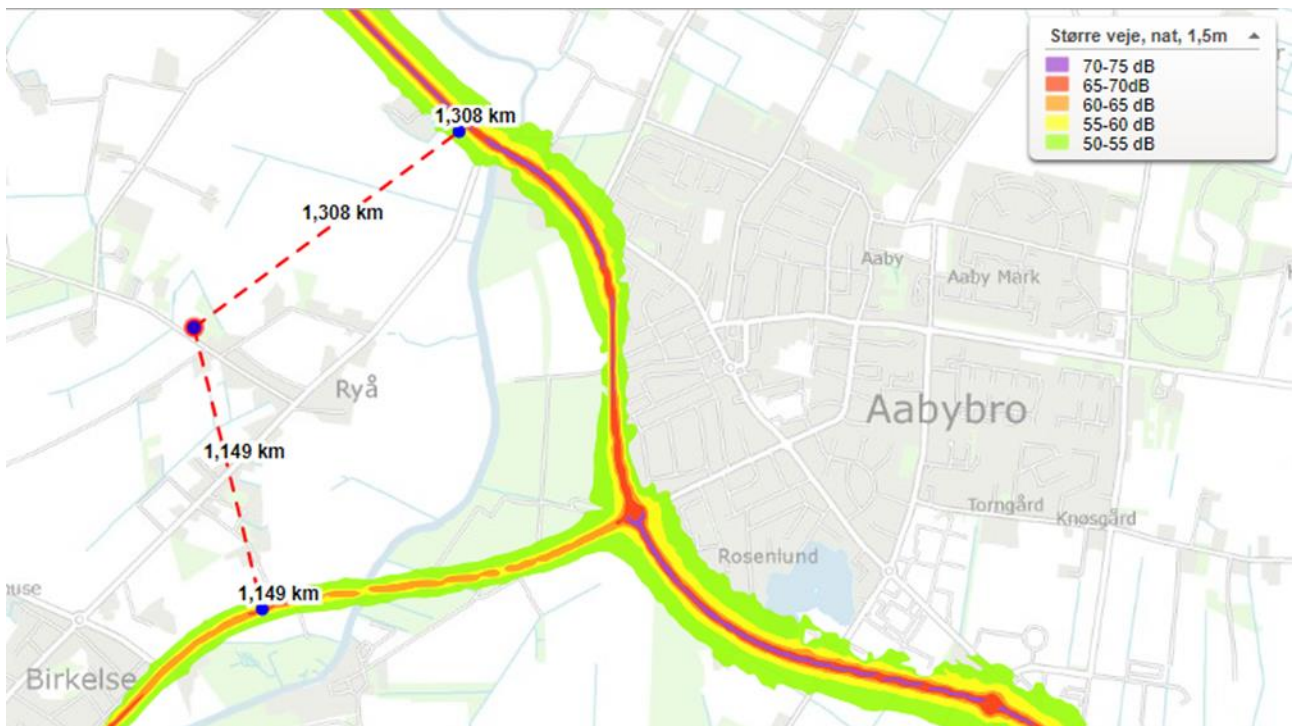 Større veje, nat, 1,5m
70-75 dB
65-70dB
60-65 dB
55-60 dB
50-55 dB
1,308 km
1,308 km
Aaby
Aaby Mark
Ryå
Aabybro
1,149 km
Torngård
Knøsgård
Rosenlund
1,149 km
Birkelse